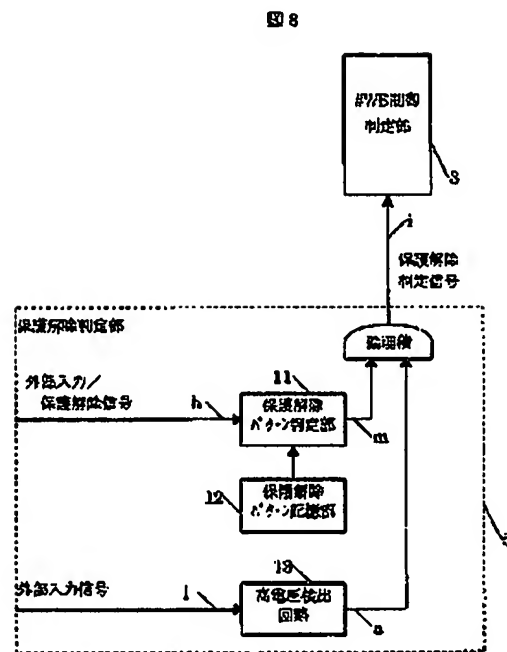 図8
#WE制御
判定部
3
i
保護解除
判定信号
保護解除判定部
論理積
外部入力／
保護解除信号
h
11
保護解除
パターン判定部
m
12
保護解除
パターン記憶部
2
外部入力信号
l
13
高電圧検出
回路
n